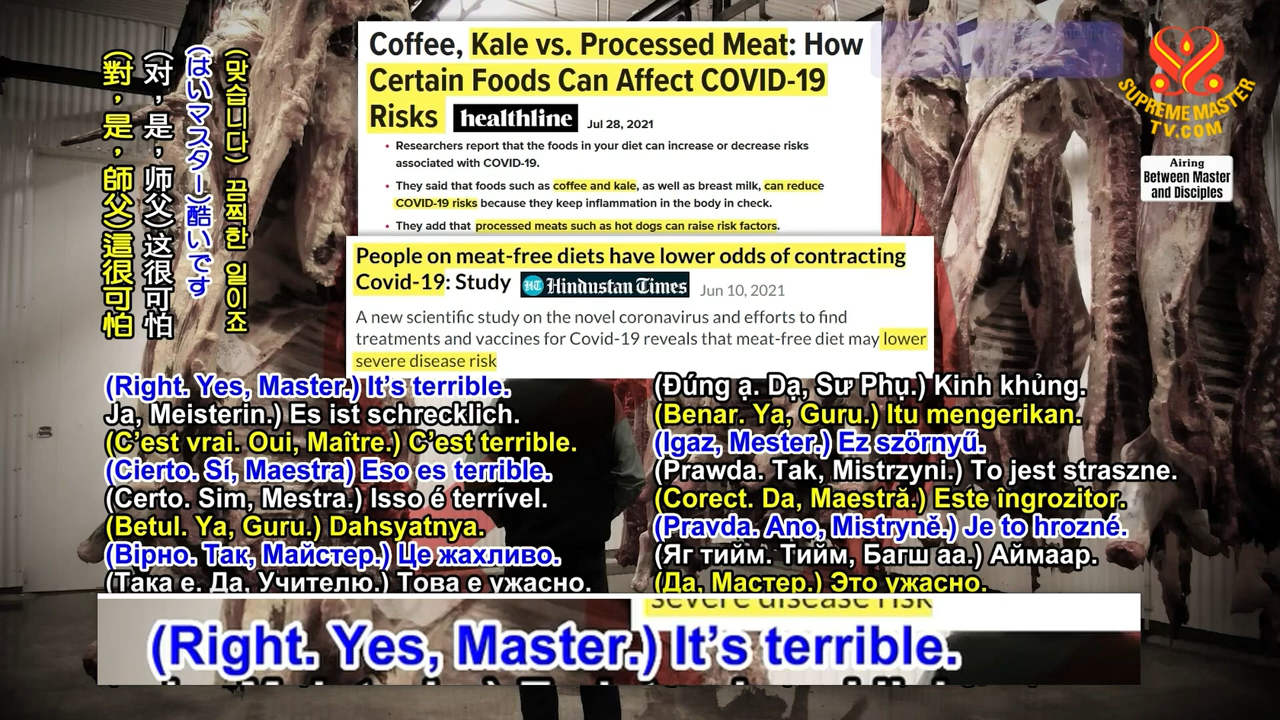 Coffee, Kale vs. Processed Meat: How
Certain Foods Can Affect COVID-19
Risks healthline Jul 28, 2021
• Researchers report that the foods in your diet can increase or decrease risks
associated with COVID-19.
• They said that foods such as coffee and kale, as well as breast milk, can reduce
COVID-19 risks because they keep inflammation in the body in check.
• They add that processed meats such as hot dogs can raise risk factors.
People on meat-free diets have lower odds of contracting
Covid-19: Study HT Hindustan Times Jun 10, 2021
A new scientific study on the novel coronavirus and efforts to find
treatments and vaccines for Covid-19 reveals that meat-free diet may lower
severe disease risk
SUPREME MASTER
TV.COM
Airing
Between Master
and Disciples
(맞습니다) 끔찍한 일이죠
(はいマスター)酷いです
(对，是，师父)这很可怕
(對，是，師父)這很可怕
(Right. Yes, Master.) It’s terrible.
Ja, Meisterin.) Es ist schrecklich.
(C’est vrai. Oui, Maître.) C’est terrible.
(Cierto. Sí, Maestra) Eso es terrible.
(Certo. Sim, Mestra.) Isso é terrível.
(Betul. Ya, Guru.) Dahsyatnya.
(Вірно. Так, Майстер.) Це жахливо.
(Така е. Да, Учителю.) Това е ужасно.
(Đúng ạ. Dạ, Sư Phụ.) Kinh khủng.
(Benar. Ya, Guru.) Itu mengerikan.
(Igaz, Mester.) Ez szörnyű.
(Prawda. Tak, Mistrzyni.) To jest straszne.
(Corect. Da, Maestră.) Este îngrozitor.
(Pravda. Ano, Mistryně.) Je to hrozné.
(Яг тийм. Тийм, Багш аа.) Аймаар.
(Да, Мастер.) Это ужасно.
severe disease risk
(Right. Yes, Master.) It’s terrible.